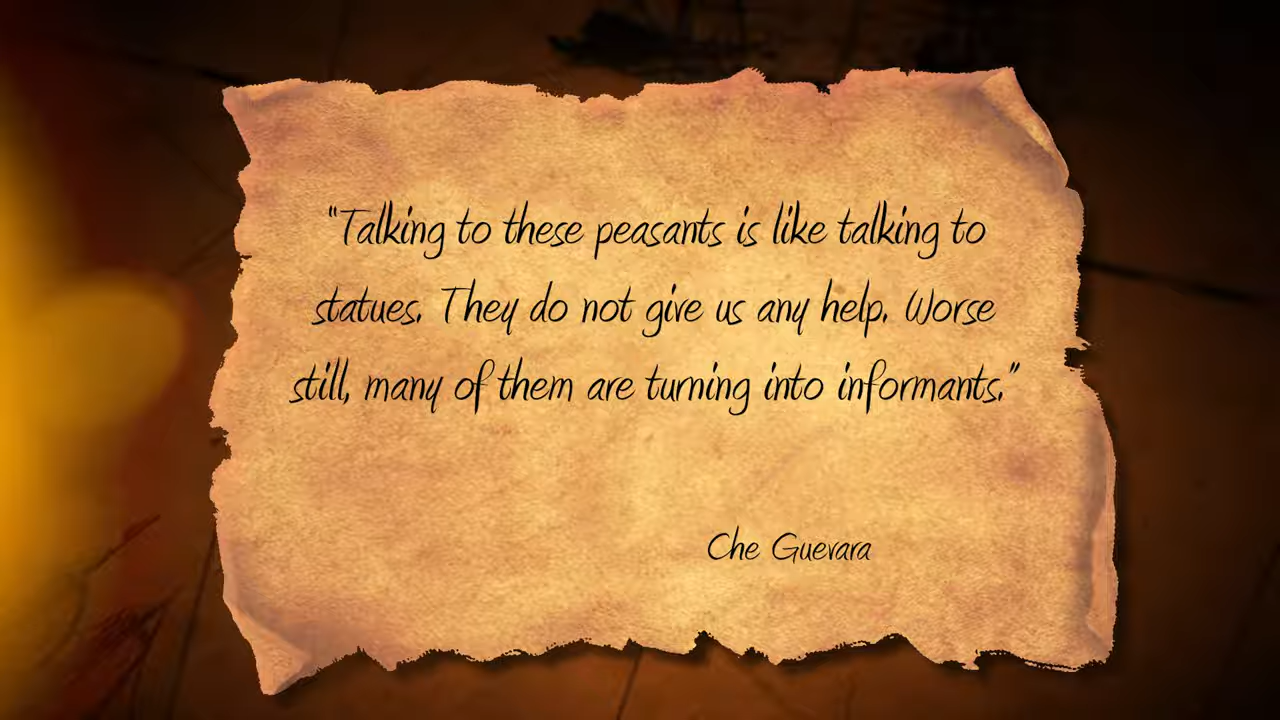 "Talking to these peasants is like talking to
statues. They do not give us any help. Worse
still, many of them are turning into informants."
Che Guevara